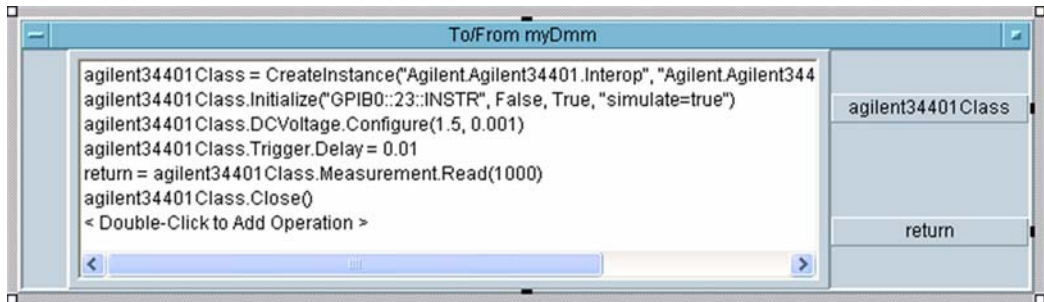 To/From myDmm
agilent34401Class = CreateInstance("Agilent.Agilent34401.Interop", "Agilent.Agilent344
agilent34401Class.Initialize("GPIB0::23::INSTR", False, True, "simulate=true")
agilent34401Class.DCVoltage.Configure(1.5, 0.001)
agilent34401Class.Trigger.Delay = 0.01
return = agilent34401Class.Measurement.Read(1000)
agilent34401Class.Close()
< Double-Click to Add Operation >
agilent34401Class
return